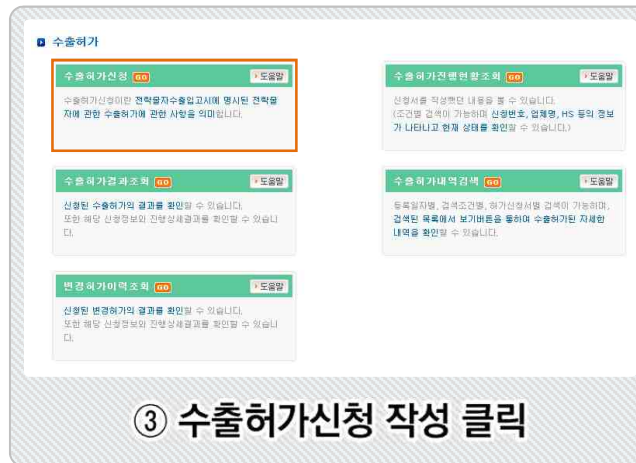 수출허가
수출허가신청 GO
도움말
수출허가신청이란 전략물자수출입고시에 명시된 전략물
자에 관한 수출허가에 관한 사항을 의미합니다.
수출허가진행현황조회 GO
도움말
신청서를 작성했던 내용을 볼 수 있습니다.
(조건별 검색이 가능하며 신청번호, 업체명, HS 등의 정보
가 나타나고 현재 상태를 확인할 수 있습니다.)
수출허가결과조회 GO
도움말
신청된 수출허가의 결과를 확인할 수 있습니다.
또한 해당 신청정보와 진행상세결과를 확인할 수 있습니
다.
수출허가내역검색 GO
도움말
등록일자별, 검색조건별, 허가신청서별 검색이 가능하며,
검색된 목록에서 보기버튼을 통하여 수출허가된 자세한
내역을 확인할 수 있습니다.
변경허가이력조회 GO
도움말
신청된 변경허가의 결과를 확인할 수 있습니다.
또한 해당 신청정보와 진행상세결과를 확인할 수 있습니
다.
③ 수출허가신청 작성 클릭